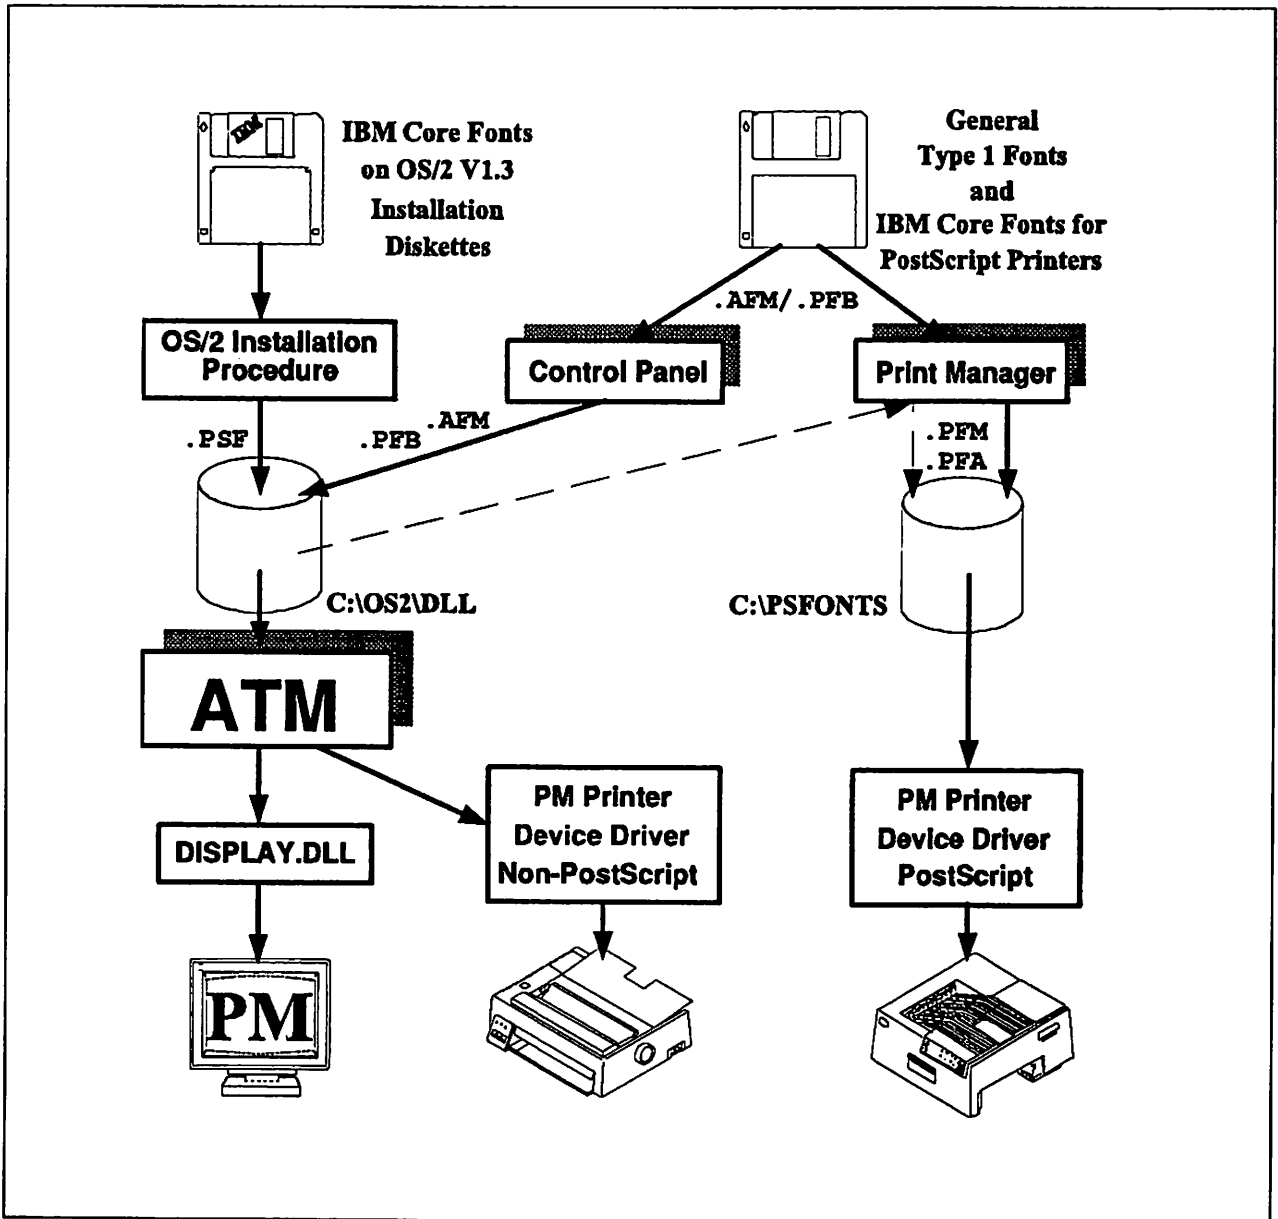 IBM
IBM Core Fonts
on OS/2 V1.3
Installation
Diskettes
General
Type 1 Fonts
and
IBM Core Fonts for
PostScript Printers
.AFM/.PFB
OS/2 Installation
Procedure
Control Panel
Print Manager
.PSF
.PFB
.AFM
.PFM
.PFA
C:\OS2\DLL
C:\PSFONTS
ATM
PM Printer
Device Driver
Non-PostScript
PM Printer
Device Driver
PostScript
DISPLAY.DLL
PM